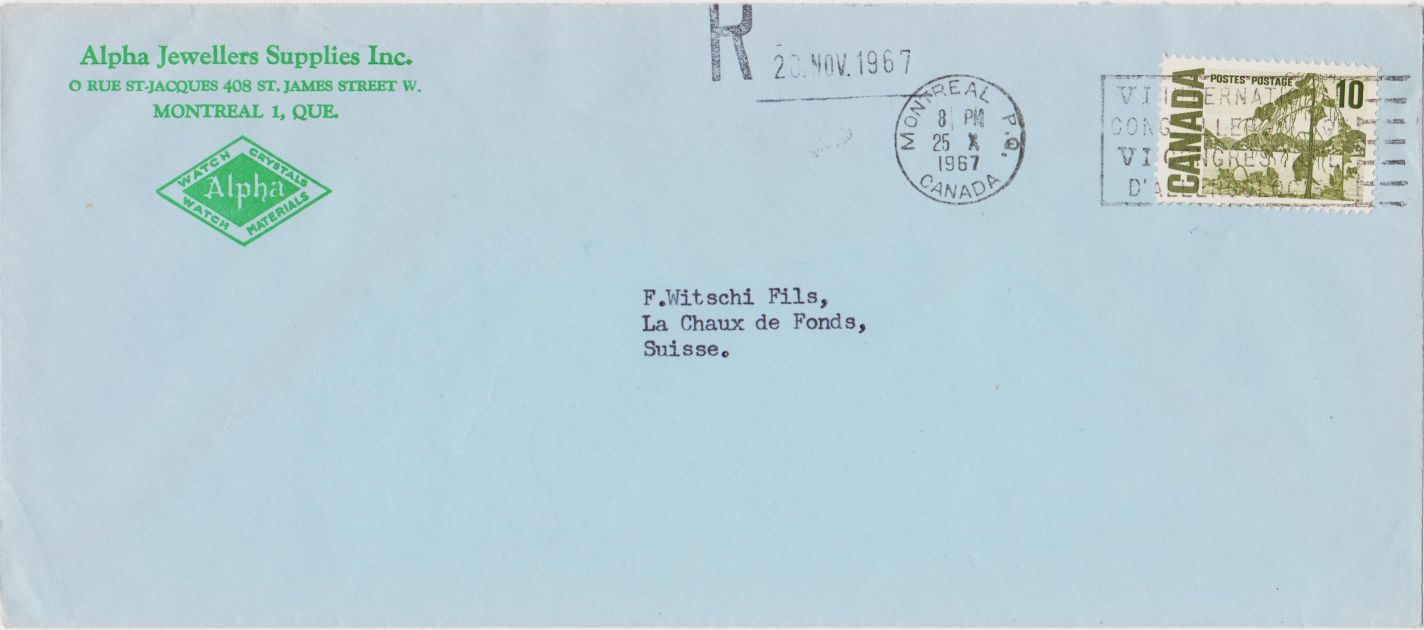 Alpha Jewellers Supplies Inc.
O RUE ST-JACQUES 408 ST. JAMES STREET W.
MONTREAL 1, QUE.
WATCH CRYSTALS
Alpha
WATCH MATERIALS
R
NOV. 1967
MONTREAL P.Q.
8 PM
25 X
1967
CANADA
POSTES POSTAGE
10
CANADA
VI
VI
D'
F.Witschi Fils,
La Chaux de Fonds,
Suisse.